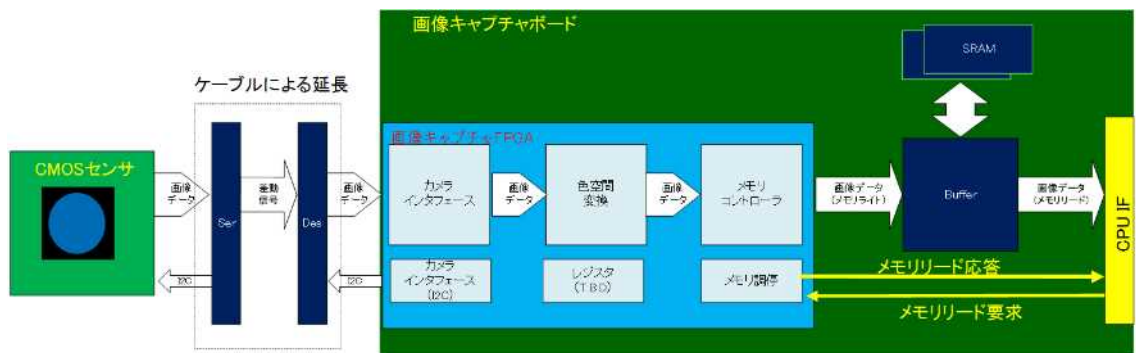 画像キャプチャボード
SRAM
ケーブルによる延長
画像キャプチャFPGA
CMOSセンサ
画像
データ
Ser
差動
信号
Des
画像
データ
カメラ
インタフェース
画像
データ
色空間
変換
画像
データ
メモリ
コントローラ
画像データ
(メモリライト)
Buffer
画像データ
(メモリリード)
CPU IF
I2C
I2C
カメラ
インタフェース
(I2C)
レジスタ
(TBD)
メモリ調停
メモリリード応答
メモリリード要求